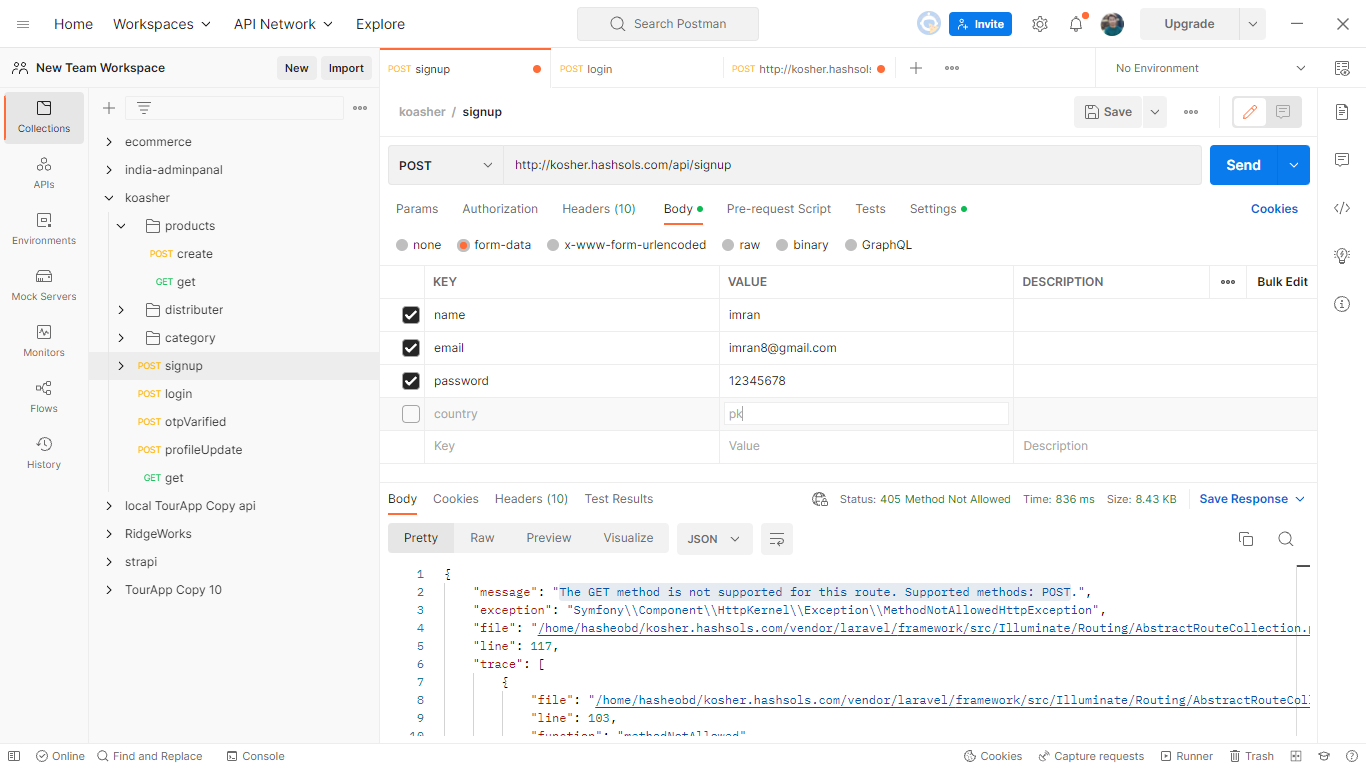 Home Workspaces API Network Explore Search Postman Invite Upgrade
New Team Workspace New Import POST signup POST login POST http://kosher.hashsols No Environment
Collections
APIs
Environments
Mock Servers
Monitors
Flows
History
ecommerce
india-adminpanal
koasher
products
POST create
GET get
distributer
category
POST signup
POST login
POST otpVarified
POST profileUpdate
GET get
local TourApp Copy api
RidgeWorks
strapi
TourApp Copy 10
koasher / signup Save
POST http://kosher.hashsols.com/api/signup Send
Params Authorization Headers (10) Body Pre-request Script Tests Settings Cookies
none form-data x-www-form-urlencoded raw binary GraphQL
KEY VALUE DESCRIPTION Bulk Edit
name imran
email imran8@gmail.com
password 12345678
country pk
Key Value Description
Body Cookies Headers (10) Test Results Status: 405 Method Not Allowed Time: 836 ms Size: 8.43 KB Save Response
Pretty Raw Preview Visualize JSON
1 {
2 "message": "The GET method is not supported for this route. Supported methods: POST.",
3 "exception": "Symfony\\Component\\HttpKernel\\Exception\\MethodNotAllowedHttpException",
4 "file": "/home/hasheobd/kosher.hashsols.com/vendor/laravel/framework/src/Illuminate/Routing/AbstractRouteCollection.
5 "line": 117,
6 "trace": [
7 {
8 "file": "/home/hasheobd/kosher.hashsols.com/vendor/laravel/framework/src/Illuminate/Routing/AbstractRouteCol
9 "line": 103,
10 "function": "methodNotAllowed"
Online Find and Replace Console Cookies Capture requests Runner Trash